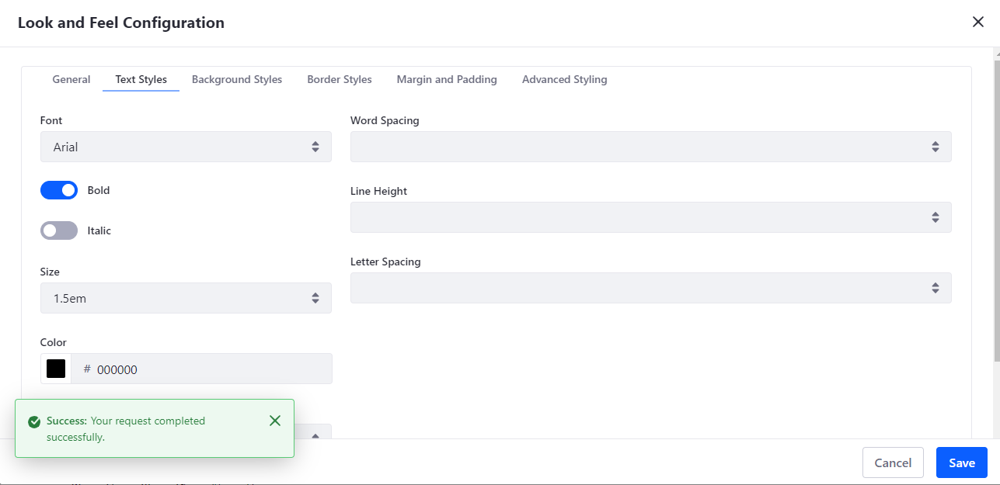 Look and Feel Configuration
General Text Styles Background Styles Border Styles Margin and Padding Advanced Styling
Font
Arial
Bold
Italic
Size
1.5em
Color
# 000000
Word Spacing
Line Height
Letter Spacing
Success: Your request completed
successfully.
Cancel Save